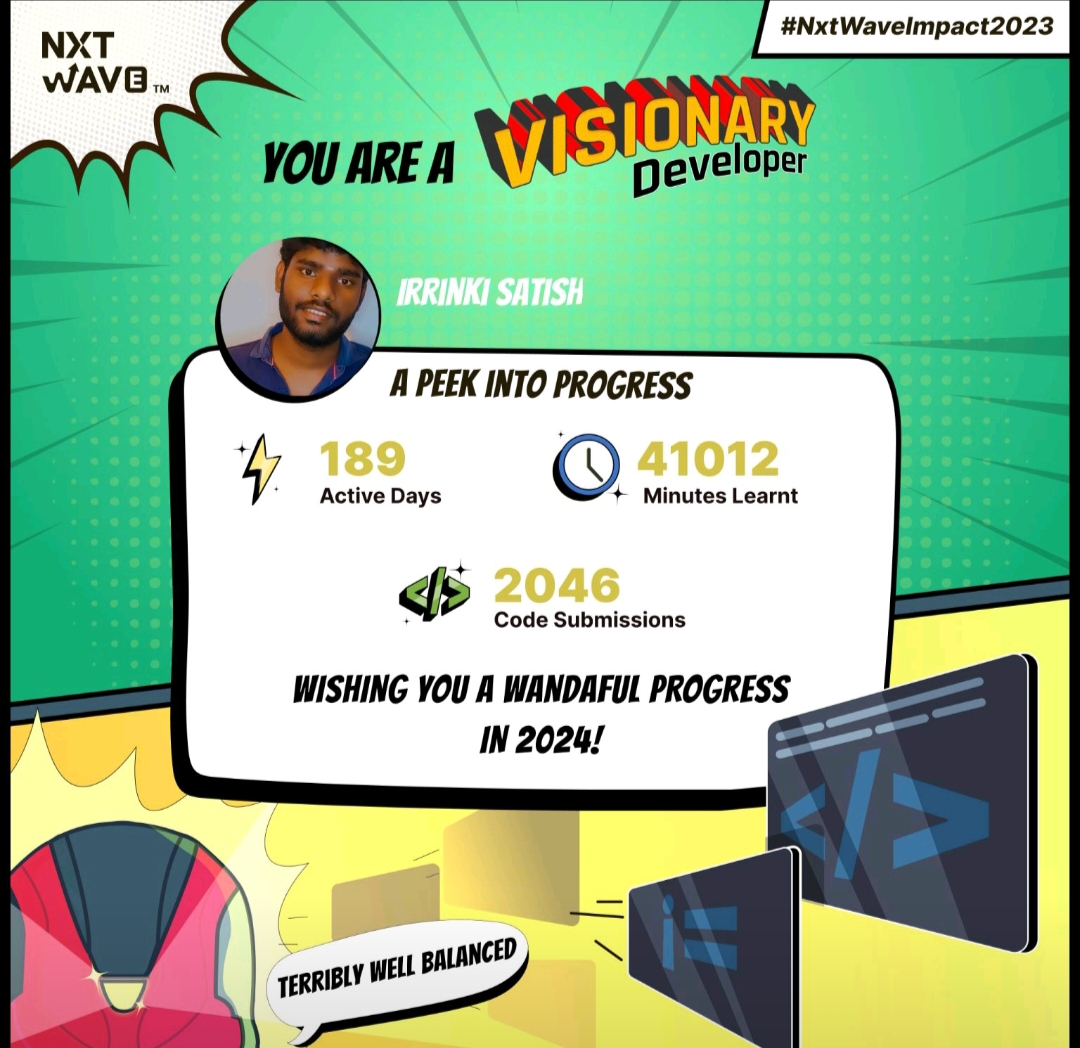 NXT
WAVE™
#NxtWaveImpact2023
YOU ARE A VISIONARY
Developer
IRRINKI SATISH
A PEEK INTO PROGRESS
189
Active Days
41012
Minutes Learnt
2046
Code Submissions
WISHING YOU A WANDAFUL PROGRESS
IN 2024!
</>
i=
TERRIBLY WELL BALANCED